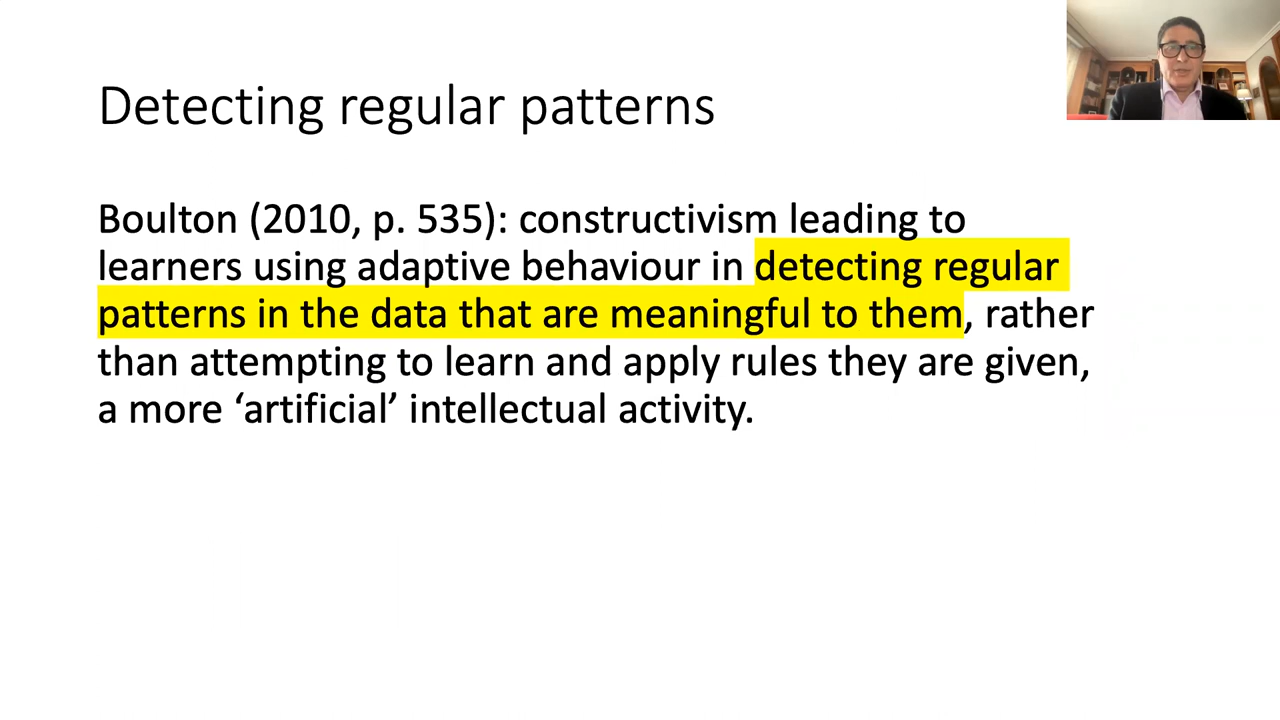 Detecting regular patterns
Boulton (2010, p. 535): constructivism leading to
learners using adaptive behaviour in detecting regular
patterns in the data that are meaningful to them, rather
than attempting to learn and apply rules they are given,
a more ‘artificial’ intellectual activity.